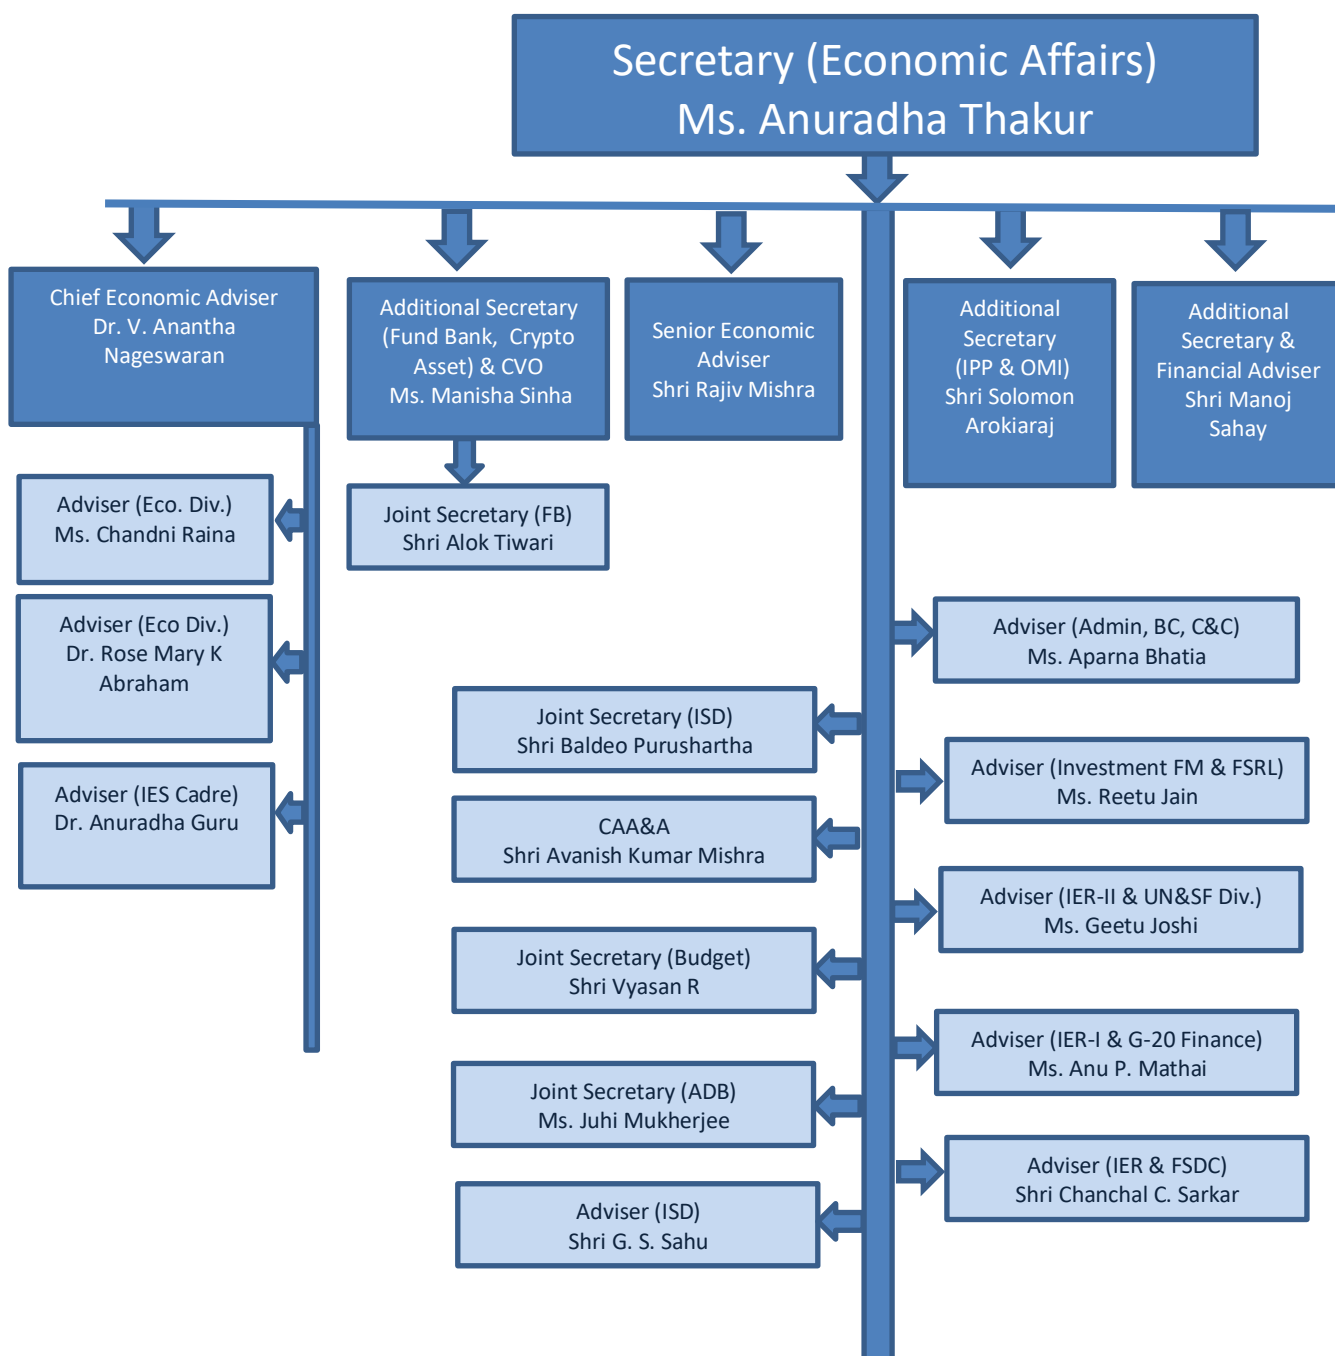 Secretary (Economic Affairs)
Ms. Anuradha Thakur
Chief Economic Adviser
Dr. V. Anantha
Nageswaran
Additional Secretary
(Fund Bank, Crypto
Asset) & CVO
Ms. Manisha Sinha
Senior Economic
Adviser
Shri Rajiv Mishra
Additional
Secretary
(IPP & OMI)
Shri Solomon
Arokiaraj
Additional
Secretary &
Financial Adviser
Shri Manoj
Sahay
Adviser (Eco. Div.)
Ms. Chandni Raina
Joint Secretary (FB)
Shri Alok Tiwari
Adviser (Eco Div.)
Dr. Rose Mary K
Abraham
Adviser (IES Cadre)
Dr. Anuradha Guru
Joint Secretary (ISD)
Shri Baldeo Purushartha
CAA&A
Shri Avanish Kumar Mishra
Joint Secretary (Budget)
Shri Vyasan R
Joint Secretary (ADB)
Ms. Juhi Mukherjee
Adviser (ISD)
Shri G. S. Sahu
Adviser (Admin, BC, C&C)
Ms. Aparna Bhatia
Adviser (Investment FM & FSRL)
Ms. Reetu Jain
Adviser (IER-II & UN&SF Div.)
Ms. Geetu Joshi
Adviser (IER-I & G-20 Finance)
Ms. Anu P. Mathai
Adviser (IER & FSDC)
Shri Chanchal C. Sarkar